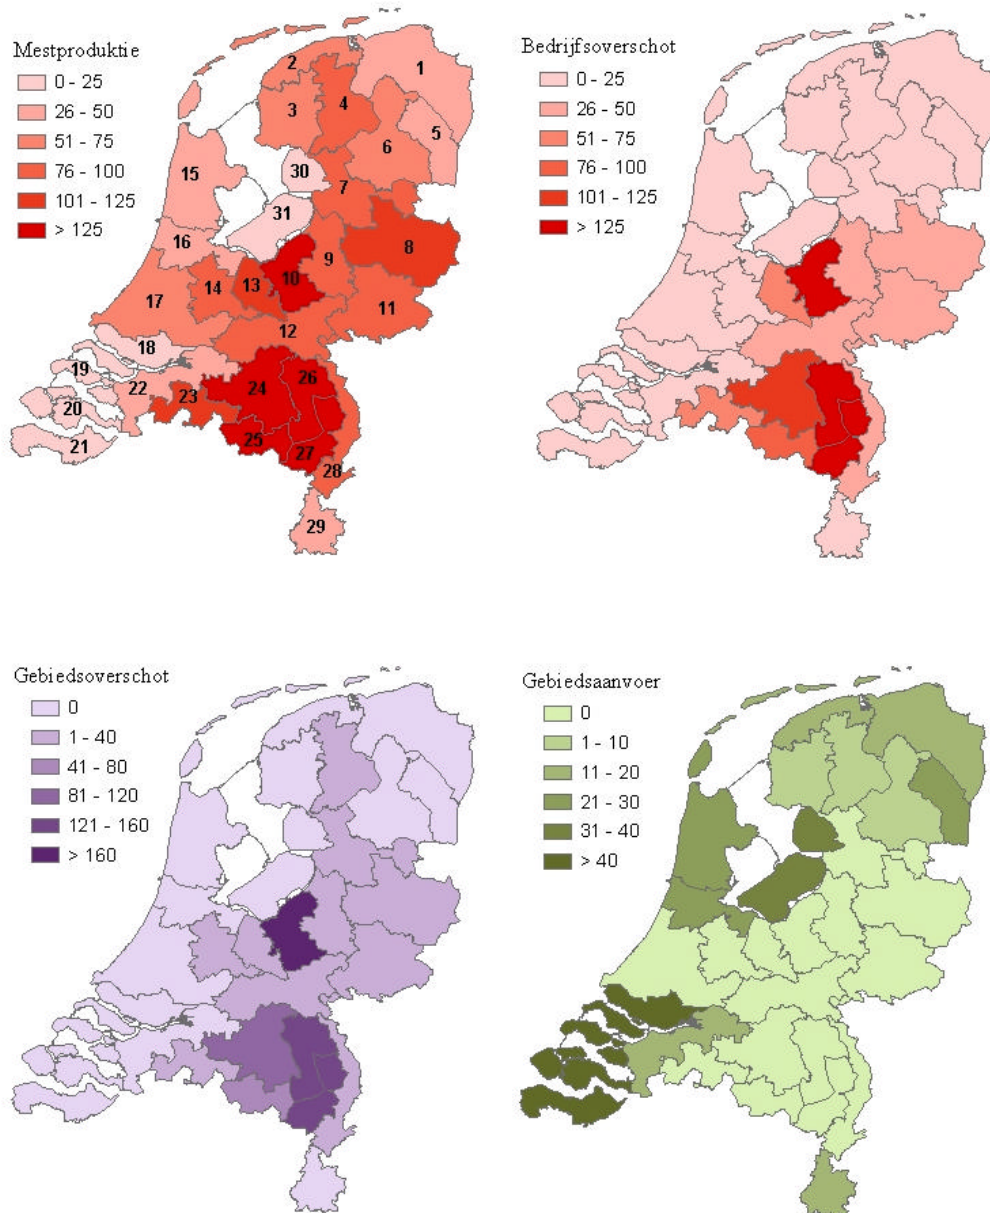 Mestproduktie
0 - 25
26 - 50
51 - 75
76 - 100
101 - 125
> 125
1
2
3
4
5
6
7
8
9
10
11
12
13
14
15
16
17
18
19
20
21
22
23
24
25
26
27
28
29
30
31
Bedrijfsoverschot
0 - 25
26 - 50
51 - 75
76 - 100
101 - 125
> 125
Gebiedsoverschot
0
1 - 40
41 - 80
81 - 120
121 - 160
> 160
Gebiedsaanvoer
0
1 - 10
11 - 20
21 - 30
31 - 40
> 40